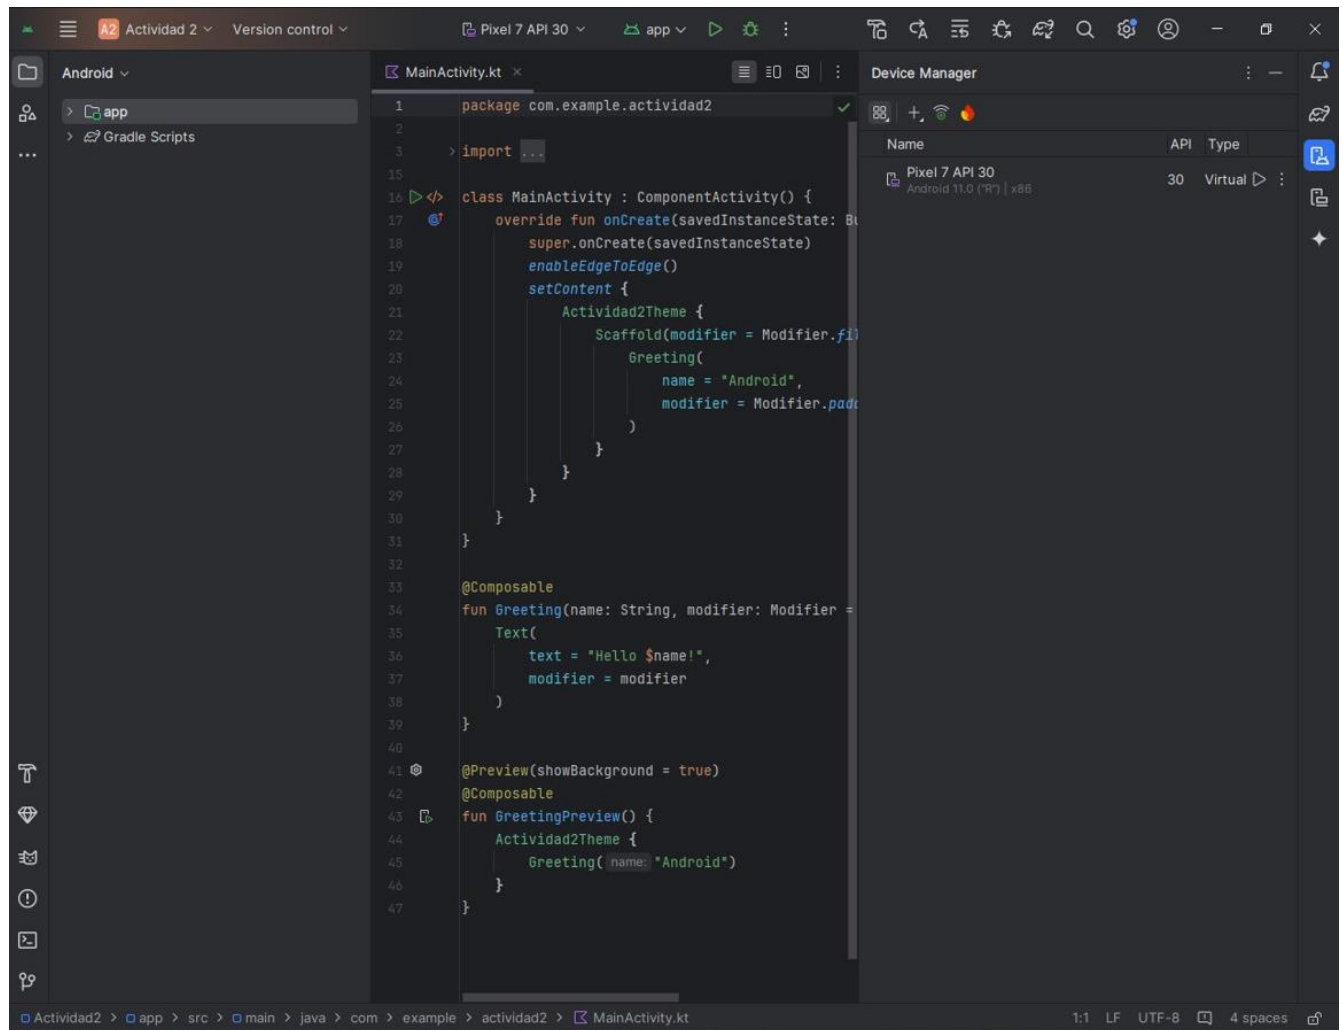 A2 Actividad 2 Version control Pixel 7 API 30 app
Android
app
Gradle Scripts
MainActivity.kt
1 package com.example.actividad2
2
3 import ...
15
16 class MainActivity : ComponentActivity() {
17 override fun onCreate(savedInstanceState: Bu
18 super.onCreate(savedInstanceState)
19 enableEdgeToEdge()
20 setContent {
21 Actividad2Theme {
22 Scaffold(modifier = Modifier.fil
23 Greeting(
24 name = "Android",
25 modifier = Modifier.padd
26 )
27 }
28 }
29 }
30 }
31 }
32
33 @Composable
34 fun Greeting(name: String, modifier: Modifier =
35 Text(
36 text = "Hello $name!",
37 modifier = modifier
38 )
39 }
40
41 @Preview(showBackground = true)
42 @Composable
43 fun GreetingPreview() {
44 Actividad2Theme {
45 Greeting( name: "Android")
46 }
47 }
Device Manager
Name API Type
Pixel 7 API 30 30 Virtual
Android 11.0 ("R") | x86
Actividad2 > app > src > main > java > com > example > actividad2 > MainActivity.kt 1:1 LF UTF-8 4 spaces